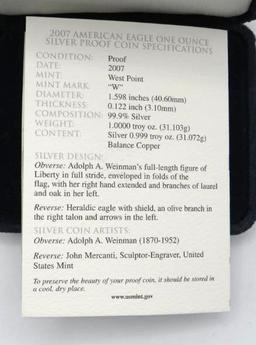 2007 AMERICAN EAGLE ONE OUNCE
SILVER PROOF COIN SPECIFICATIONS
CONDITION: Proof
DATE: 2007
MINT: West Point
MINT MARK: "W"
DIAMETER: 1.598 inches (40.60mm)
THICKNESS: 0.122 inch (3.10mm)
COMPOSITION: 99.9% Silver
WEIGHT: 1.0000 troy oz. (31.103g)
CONTENT: Silver 0.999 troy oz. (31.072g)
Balance Copper
SILVER DESIGN:
Obverse: Adolph A. Weinman's full-length figure of
Liberty in full stride, enveloped in folds of the
flag, with her right hand extended and branches of laurel
and oak in her left.
Reverse: Heraldic eagle with shield, an olive branch in
the right talon and arrows in the left.
SILVER COIN ARTISTS:
Obverse: Adolph A. Weinman (1870-1952)
Reverse: John Mercanti, Sculptor-Engraver, United
States Mint
To preserve the beauty of your proof coin, it should be stored in
a cool, dry place.
www.usmint.gov